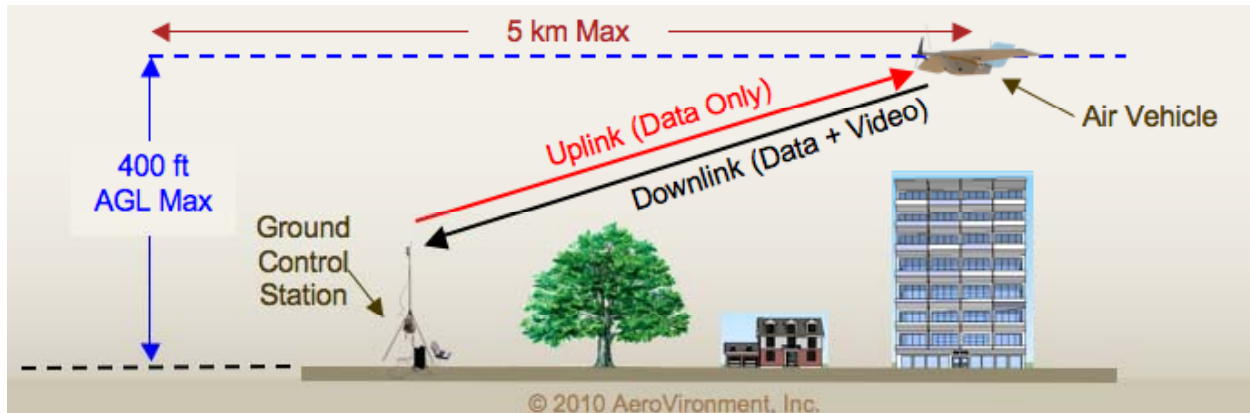 5 km Max
Uplink (Data Only)
Downlink (Data + Video)
Air Vehicle
400 ft
AGL Max
Ground
Control
Station
© 2010 AeroVironment, Inc.